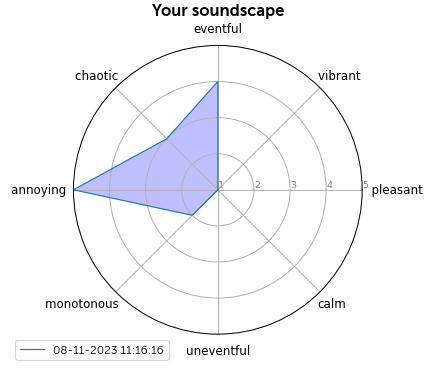 Your soundscape
eventful
chaotic
vibrant
annoying
1 2 3 4 5
pleasant
monotonous
calm
uneventful
08-11-2023 11:16:16